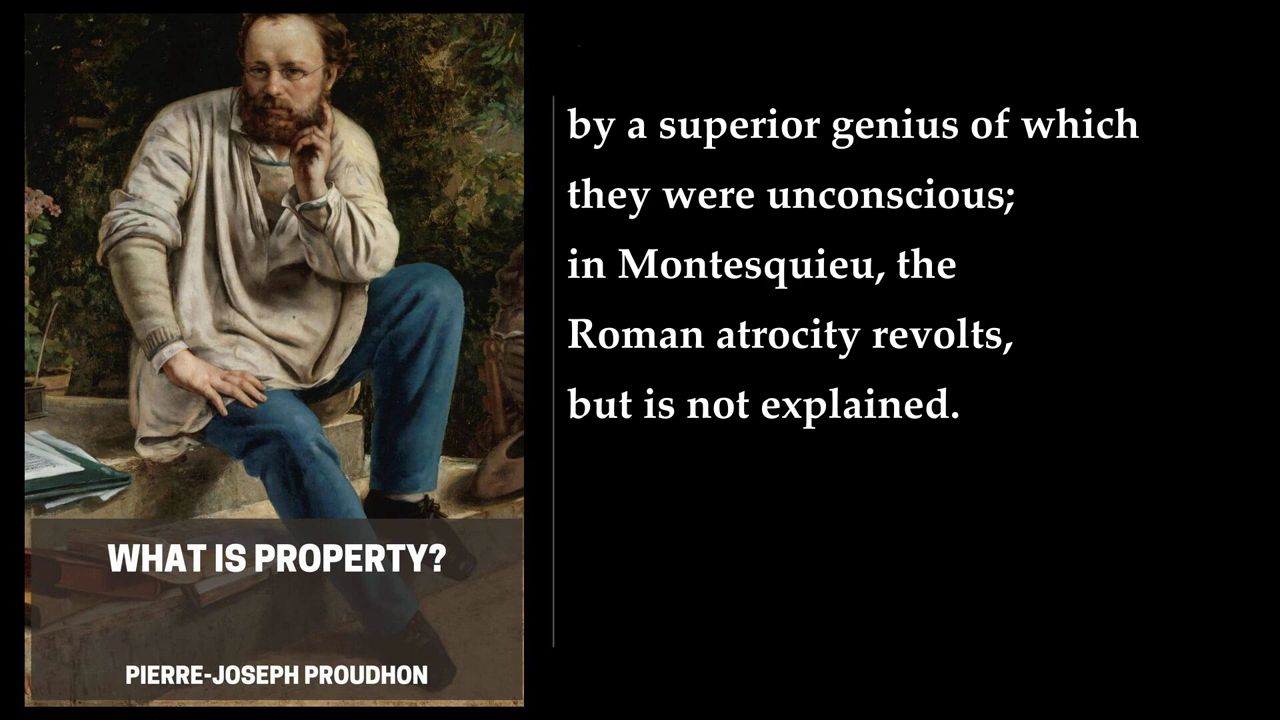 WHAT IS PROPERTY?
PIERRE-JOSEPH PROUDHON
by a superior genius of which
they were unconscious;
in Montesquieu, the
Roman atrocity revolts,
but is not explained.